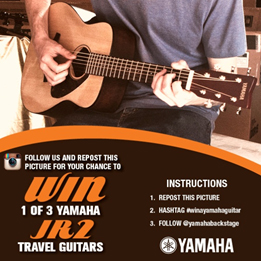 FOLLOW US AND REPOST THIS
PICTURE FOR YOUR CHANCE TO
WIN
1 OF 3 YAMAHA
JR2
TRAVEL GUITARS
INSTRUCTIONS
1. REPOST THIS PICTURE
2. HASHTAG #winayamahaguitar
3. FOLLOW @yamahabackstage
YAMAHA